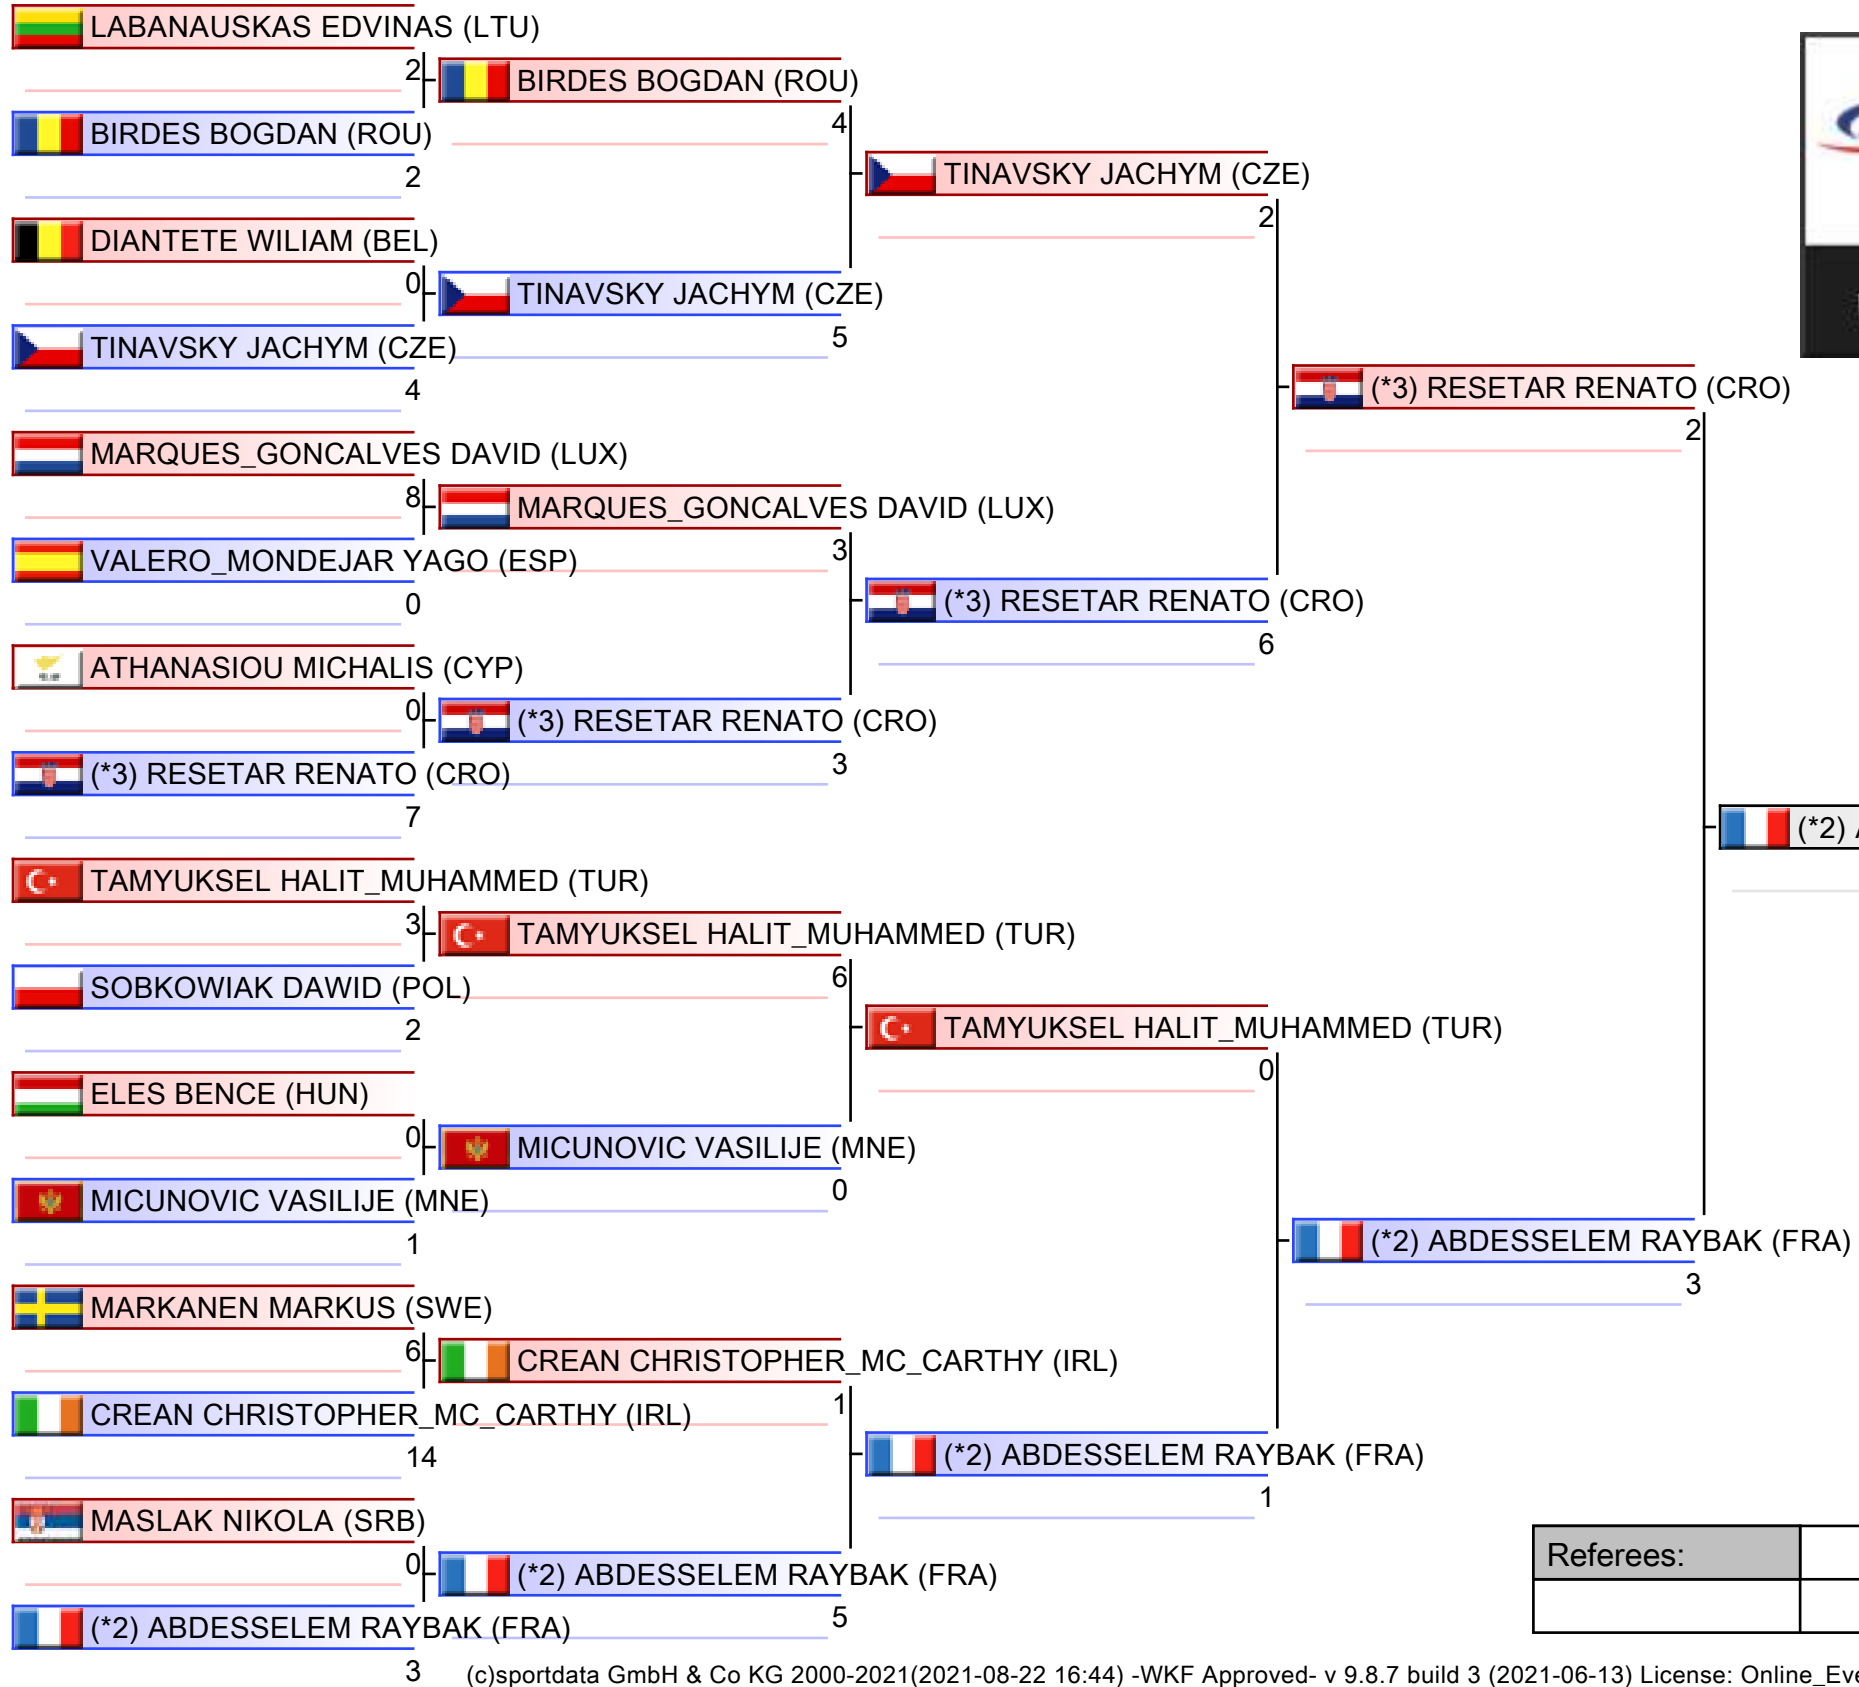 LABANAUSKAS EDVINAS (LTU)
2
BIRDES BOGDAN (ROU)
2
DIANTETE WILIAM (BEL)
0
TINAVSKY JACHYM (CZE)
4
MARQUES_GONCALVES DAVID (LUX)
8
VALERO_MONDEJAR YAGO (ESP)
0
ATHANASIOU MICHALIS (CYP)
0
(*3) RESETAR RENATO (CRO)
7
TAMYUKSEL HALIT_MUHAMMED (TUR)
3
SOBKOWIAK DAWID (POL)
2
ELES BENCE (HUN)
0
MICUNOVIC VASILIJE (MNE)
1
MARKANEN MARKUS (SWE)
6
CREAN CHRISTOPHER_MC_CARTHY (IRL)
14
MASLAK NIKOLA (SRB)
0
(*2) ABDESSELEM RAYBAK (FRA)
3
BIRDES BOGDAN (ROU)
4
TINAVSKY JACHYM (CZE)
5
MARQUES_GONCALVES DAVID (LUX)
3
(*3) RESETAR RENATO (CRO)
3
TAMYUKSEL HALIT_MUHAMMED (TUR)
6
MICUNOVIC VASILIJE (MNE)
0
CREAN CHRISTOPHER_MC_CARTHY (IRL)
1
(*2) ABDESSELEM RAYBAK (FRA)
5
TINAVSKY JACHYM (CZE)
2
(*3) RESETAR RENATO (CRO)
6
TAMYUKSEL HALIT_MUHAMMED (TUR)
0
(*2) ABDESSELEM RAYBAK (FRA)
1
(*3) RESETAR RENATO (CRO)
2
(*2) ABDESSELEM RAYBAK (FRA)
3
(*2)
Referees:
(c)sportdata GmbH & Co KG 2000-2021(2021-08-22 16:44) -WKF Approved- v 9.8.7 build 3 (2021-06-13) License: Online_Eve